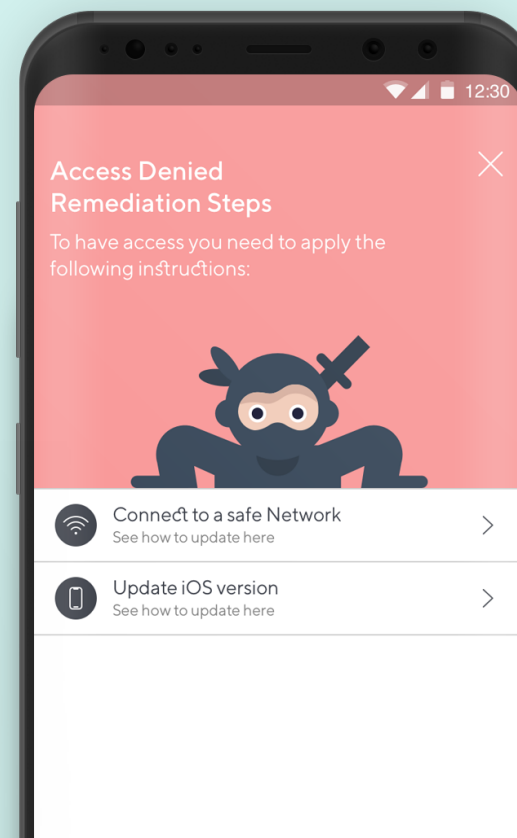 12:30
Access Denied
Remediation Steps
To have access you need to apply the
following instructions:
Connect to a safe Network
See how to update here
Update iOS version
See how to update here